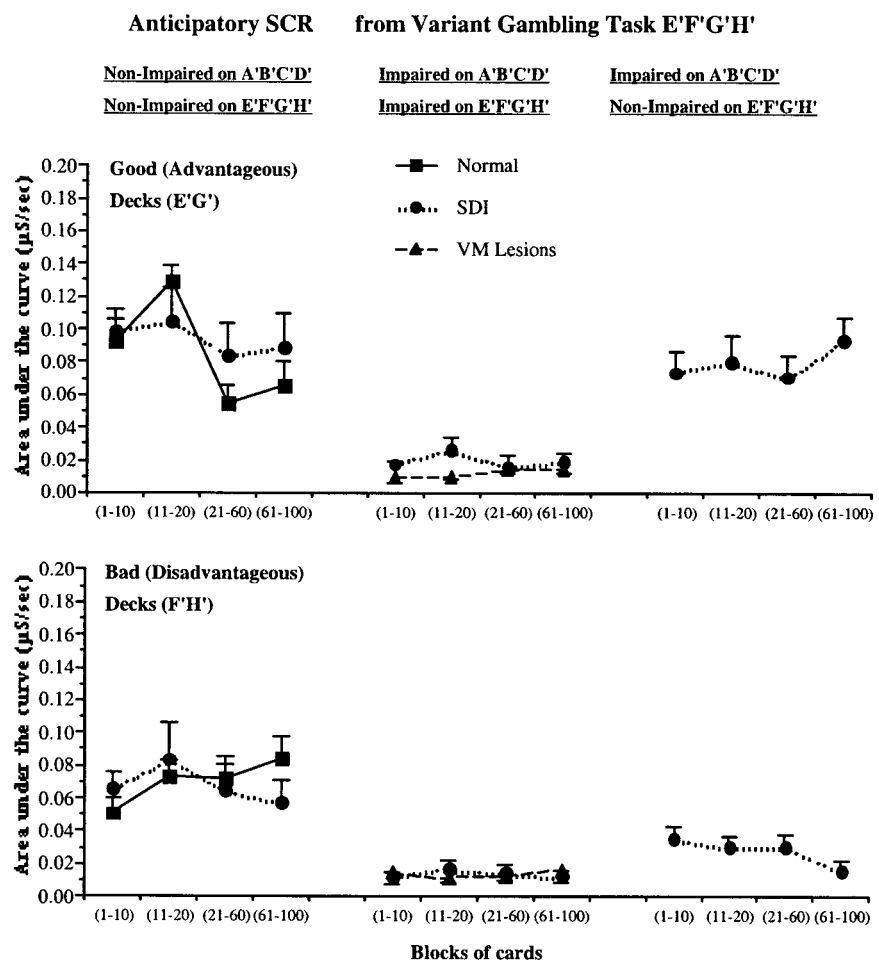 Anticipatory SCR from Variant Gambling Task E'F'G'H'
Non-Impaired on A'B'C'D' Impaired on A'B'C'D' Impaired on A'B'C'D'
Non-Impaired on E'F'G'H' Impaired on E'F'G'H' Non-Impaired on E'F'G'H'
Good (Advantageous)
Decks (E'G')
Normal
SDI
VM Lesions
Area under the curve (µS/sec)
0.20
0.18
0.16
0.14
0.12
0.10
0.08
0.06
0.04
0.02
0.00
(1-10) (11-20) (21-60) (61-100) (1-10) (11-20) (21-60) (61-100) (1-10) (11-20) (21-60) (61-100)
Bad (Disadvantageous)
Decks (F'H')
Area under the curve (µS/sec)
0.20
0.18
0.16
0.14
0.12
0.10
0.08
0.06
0.04
0.02
0.00
(1-10) (11-20) (21-60) (61-100) (1-10) (11-20) (21-60) (61-100) (1-10) (11-20) (21-60) (61-100)
Blocks of cards